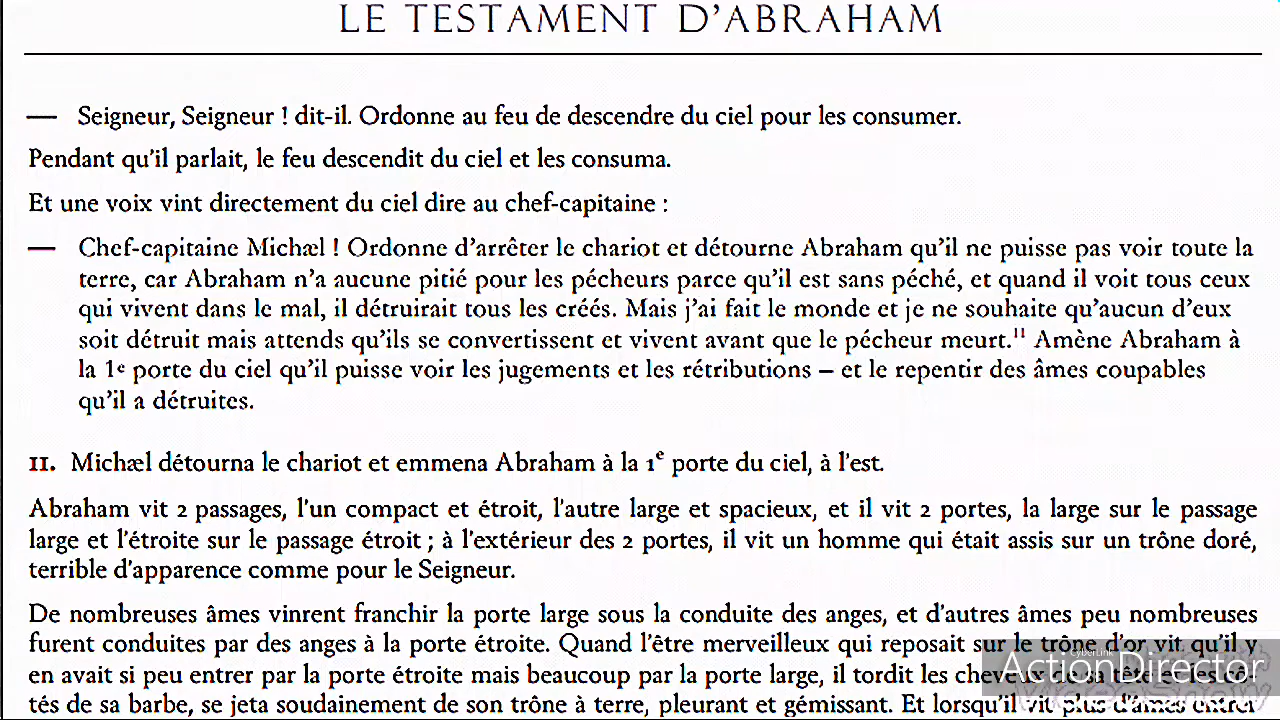 LE TESTAMENT D'ABRAHAM
— Seigneur, Seigneur ! dit-il. Ordonne au feu de descendre du ciel pour les consumer.
Pendant qu'il parlait, le feu descendit du ciel et les consuma.
Et une voix vint directement du ciel dire au chef-capitaine :
— Chef-capitaine Michæl ! Ordonne d'arrêter le chariot et détourne Abraham qu'il ne puisse pas voir toute la
terre, car Abraham n'a aucune pitié pour les pécheurs parce qu'il est sans péché, et quand il voit tous ceux
qui vivent dans le mal, il détruirait tous les créés. Mais j'ai fait le monde et je ne souhaite qu'aucun d'eux
soit détruit mais attends qu'ils se convertissent et vivent avant que le pécheur meurt.¹¹ Amène Abraham à
la 1e porte du ciel qu'il puisse voir les jugements et les rétributions – et le repentir des âmes coupables
qu'il a détruites.
11. Michæl détourna le chariot et emmena Abraham à la 1e porte du ciel, à l'est.
Abraham vit 2 passages, l'un compact et étroit, l'autre large et spacieux, et il vit 2 portes, la large sur le passage
large et l'étroite sur le passage étroit ; à l'extérieur des 2 portes, il vit un homme qui était assis sur un trône doré,
terrible d'apparence comme pour le Seigneur.
De nombreuses âmes vinrent franchir la porte large sous la conduite des anges, et d'autres âmes peu nombreuses
furent conduites par des anges à la porte étroite. Quand l'être merveilleux qui reposait sur le trône d'or vit qu'il y
en avait si peu entrer par la porte étroite mais beaucoup par la porte large, il tordit les cheveux de sa tête et les cô-
tés de sa barbe, se jeta soudainement de son trône à terre, pleurant et gémissant. Et lorsqu'il vit plus d'âmes entrer
CyberLink
ActionDirector
VideoShow